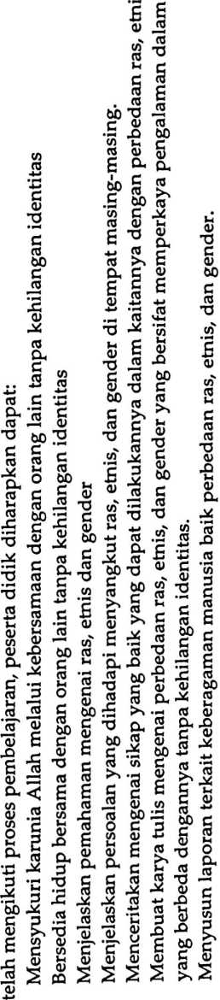 telah mengikuti proses pembelajaran, peserta didik diharapkan dapat:
Mensyukuri karunia Allah melalui kebersamaan dengan orang lain tanpa kehilangan identitas
Bersedia hidup bersama dengan orang lain tanpa kehilangan identitas
Menjelaskan pemahaman mengenai ras, etnis dan gender
Menjelaskan persoalan yang dihadapi menyangkut ras, etnis, dan gender di tempat masing-masing.
Menceritakan mengenai sikap yang baik yang dapat dilakukannya dalam kaitannya dengan perbedaan ras, etni
Membuat karya tulis mengenai perbedaan ras, etnis, dan gender yang bersifat memperkaya pengalaman dalam
yang berbeda dengannya tanpa kehilangan identitas.
Menyusun laporan terkait keberagaman manusia baik perbedaan ras, etnis, dan gender.